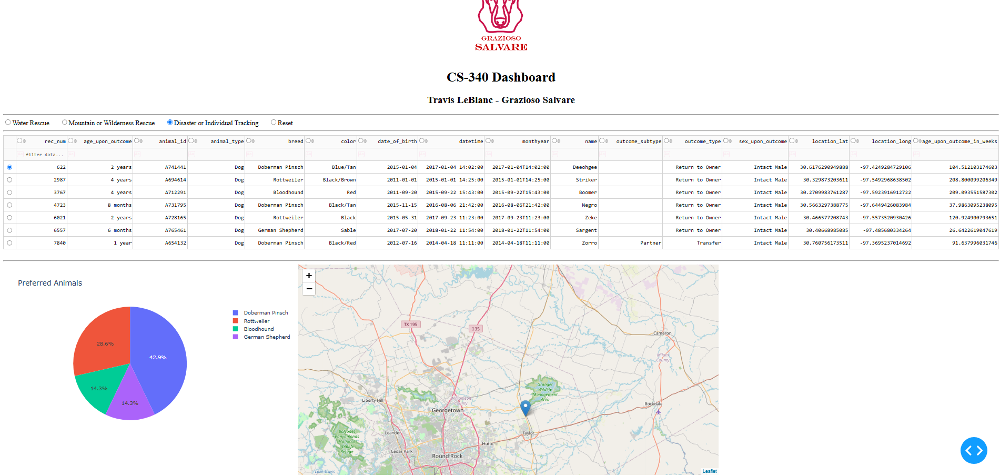 GRAZIOSO
SALVARE
CS-340 Dashboard
Travis LeBlanc - Grazioso Salvare
Water Rescue Mountain or Wilderness Rescue Disaster or Individual Tracking Reset
rec_num age_upon_outcome animal_id animal_type breed color date_of_birth datetime monthyear name outcome_subtype outcome_type sex_upon_outcome location_lat location_long age_upon_outcome_in_weeks
filter data...
622 2 years A741441 Dog Doberman Pinsch Blue/Tan 2015-01-04 2017-01-04 14:02:00 2017-01-04T14:02:00 Deeohgee Return to Owner Intact Male 30.6176290949888 -97.4249284729106 104.512103174603
2987 4 years A694614 Dog Rottweiler Black/Brown 2011-01-01 2015-01-01 14:25:00 2015-01-01T14:25:00 Striker Return to Owner Intact Male 30.329873203611 -97.5492968638502 208.800099206349
3767 4 years A712291 Dog Bloodhound Red 2011-09-20 2015-09-22 15:43:00 2015-09-22T15:43:00 Boomer Return to Owner Intact Male 30.2709983761287 -97.5923916912722 209.093551587302
4723 8 months A731795 Dog Doberman Pinsch Black/Tan 2015-11-15 2016-08-06 21:42:00 2016-08-06T21:42:00 Negro Return to Owner Intact Male 30.5663297388775 -97.6449426083984 37.9863095238095
6021 2 years A728165 Dog Rottweiler Black 2015-05-31 2017-09-23 11:23:00 2017-09-23T11:23:00 Zeke Return to Owner Intact Male 30.466577208743 -97.5573520930426 120.924900793651
6557 6 months A765461 Dog German Shepherd Sable 2017-07-20 2018-01-22 11:54:00 2018-01-22T11:54:00 Sargent Return to Owner Intact Male 30.40668985085 -97.485680334264 26.6422619047619
7840 1 year A654132 Dog Doberman Pinsch Black/Red 2012-07-16 2014-04-18 11:11:00 2014-04-18T11:11:00 Zorro Partner Transfer Intact Male 30.760756173511 -97.3695237014692 91.637996031746
Preferred Animals
Doberman Pinsch
Rottweiler
Bloodhound
German Shepherd
28.6%
42.9%
14.3%
14.3%
+
−
TX 195
I 35
Cameron
Milam
County
Granger
Wildlife
Management
Area
Williamson
County
Liberty Hill
Georgetown
Rockdale
Leander
Balcones
Canyonlands
National
Wildlife
Refuge
Taylor
Hutto
Cedar Park
Round Rock
Lake Travis
Leaflet